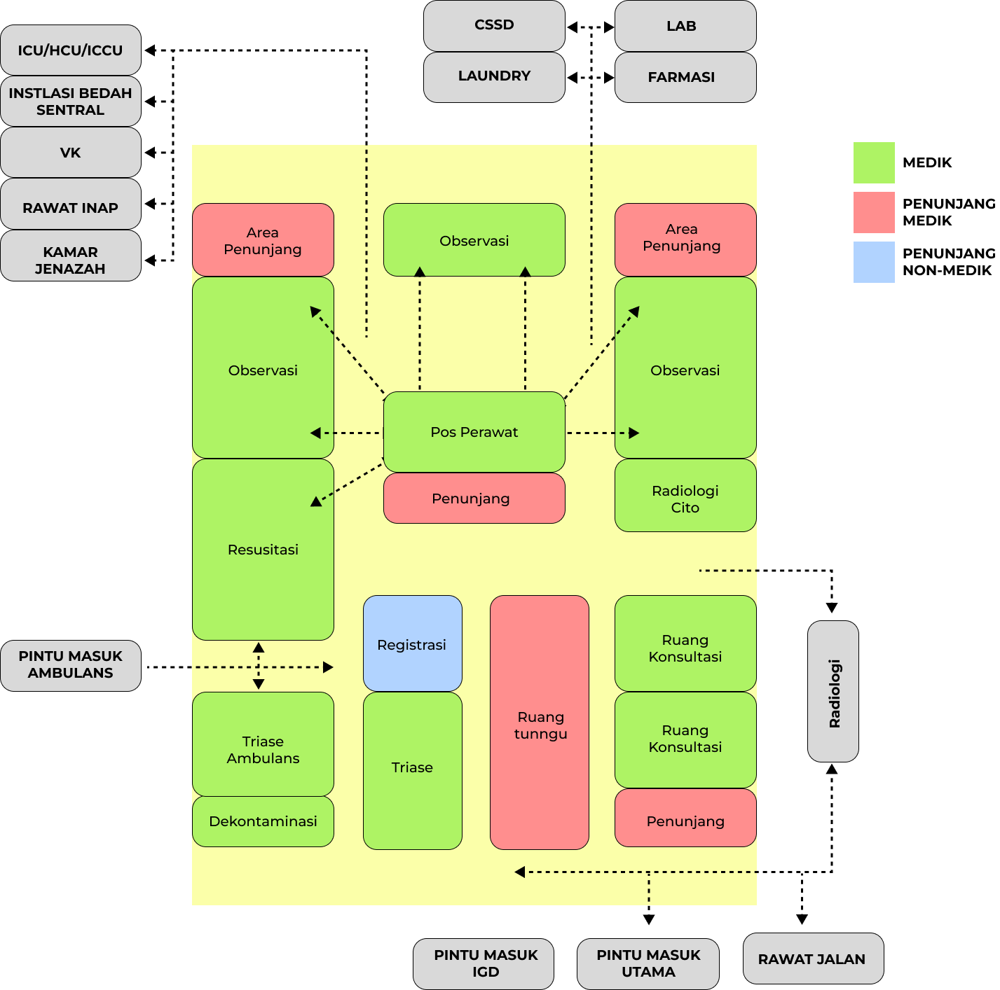 CSSD
LAB
LAUNDRY
FARMASI
ICU/HCU/ICCU
INSTLASI BEDAH
SENTRAL
VK
RAWAT INAP
KAMAR
JENAZAH
MEDIK
PENUNJANG
MEDIK
PENUNJANG
NON-MEDIK
Area
Penunjang
Observasi
Area
Penunjang
Observasi
Observasi
Pos Perawat
Penunjang
Radiologi
Cito
Resusitasi
Registrasi
Ruang
Konsultasi
PINTU MASUK
AMBULANS
Radiologi
Ruang
tunngu
Ruang
Konsultasi
Triase
Ambulans
Triase
Dekontaminasi
Penunjang
PINTU MASUK
IGD
PINTU MASUK
UTAMA
RAWAT JALAN